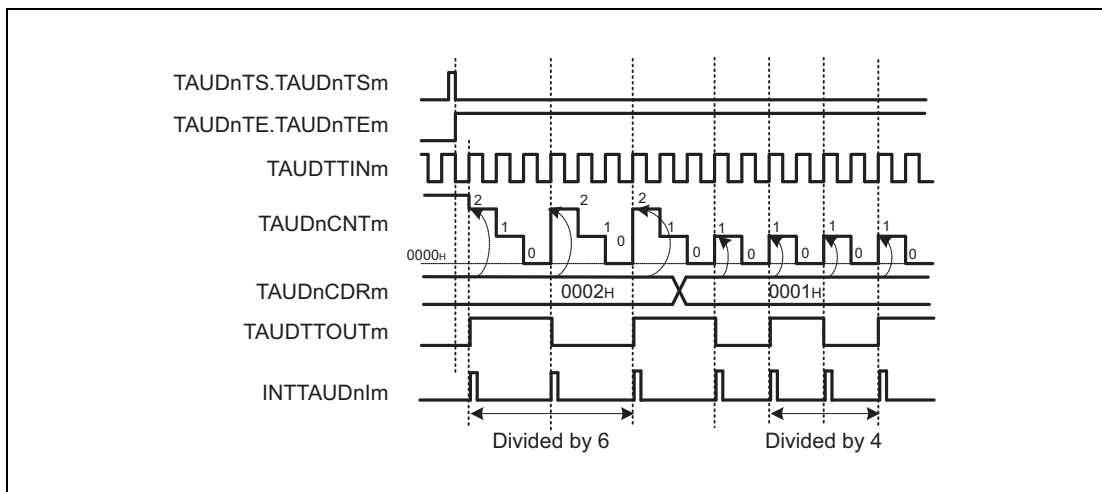 TAUDnTS.TAUDnTSm
TAUDnTE.TAUDnTEm
TAUDTTINm
TAUDnCNTm
2 1 0 2 1 0 2 1 0 1 0 1 0 1 0 1 0
0000H
TAUDnCDRm
0002H 0001H
TAUDTTOUTm
INTTAUDnIm
Divided by 6 Divided by 4